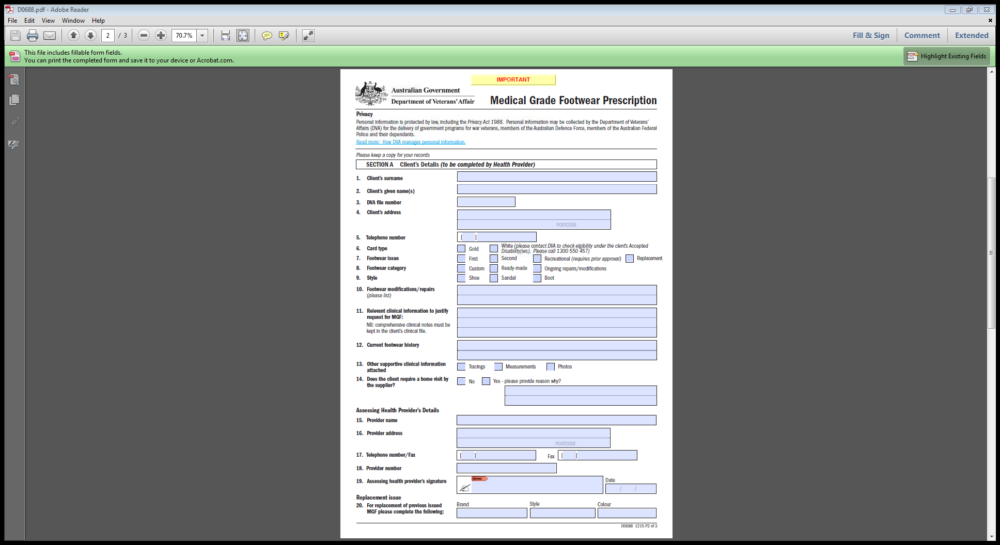 D0688.pdf - Adobe Reader
File Edit View Window Help
2 / 3 70.7% Fill & Sign Comment Extended
This file includes fillable form fields.
You can print the completed form and save it to your device or Acrobat.com.
Highlight Existing Fields
IMPORTANT
Australian Government
Department of Veterans' Affairs
Medical Grade Footwear Prescription
Privacy
Personal information is protected by law, including the Privacy Act 1988. Personal information may be collected by the Department of Veterans'
Affairs (DVA) for the delivery of government programs for war veterans, members of the Australian Defence Force, members of the Australian Federal
Police and their dependants.
Read more: How DVA manages personal information.
Please keep a copy for your records
SECTION A Client's Details (to be completed by Health Provider)
1. Client's surname
2. Client's given name(s)
3. DVA file number
4. Client's address
POSTCODE
5. Telephone number [ ]
6. Card type Gold White (please contact DVA to check elgibility under the clent's Accepted
Disability(ies). Please call 1300 550 457)
7. Footwear issue First Second Recreational (requires prior approval) Replacement
8. Footwear category Custom Ready-made Ongoing repairs/modifications
9. Style Shoe Sandal Boot
10. Footwear modifications/repairs
(please list)
11. Relevant clinical information to justify
request for MGF:
NB: comprehensive clinical notes must be
kept in the client's clinical file.
12. Current footwear history
13. Other supportive clinical information
attached
Tracings Measurements Photos
14. Does the client require a home visit by
the supplier?
No Yes - please provide reason why?
Assessing Health Provider's Details
15. Provider name
16. Provider address
POSTCODE
17. Telephone number/Fax [ ] Fax [ ]
18. Provider number
19. Assessing health provider's signature
Date
/ /
Replacement issue
20. For replacement of previous issued
MGF please complete the following:
Brand Style Colour
D0688 1215 P2 of 3